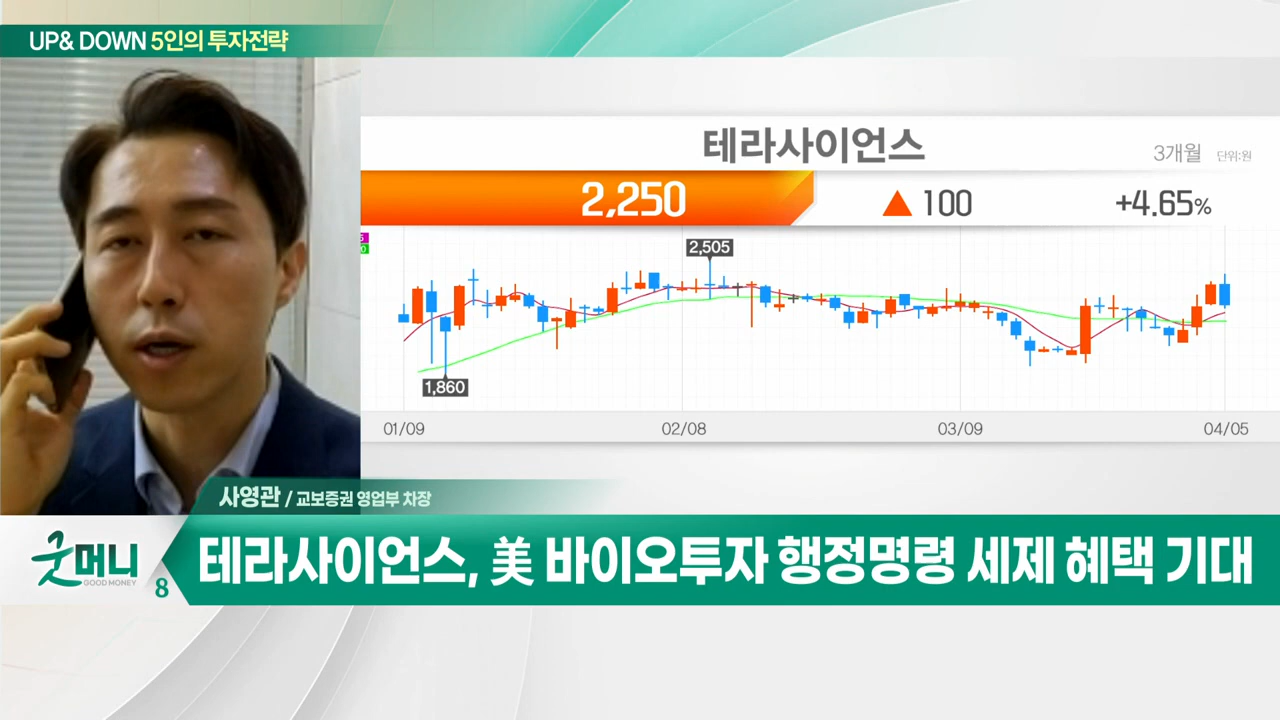 UP& DOWN 5인의 투자전략
테라사이언스
3개월 단위:원
2,250 ▲ 100 +4.65%
2,505
1,860
01/09 02/08 03/09 04/05
사영관 / 교보증권 영업부 차장
굿머니
GOOD MONEY
8
테라사이언스, 美 바이오투자 행정명령 세제 혜택 기대